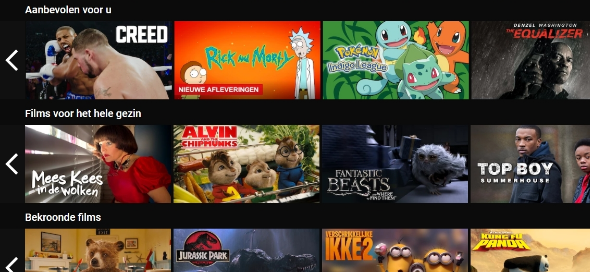 Aanbevolen voor u
CREED
Rick and Morty
NIEUWE AFLEVERINGEN
Pokémon
Indigo League
DENZEL WASHINGTON
THE EQUALIZER
Films voor het hele gezin
Mees Kees
in de wolken
ALVIN
AND THE
CHIPMUNKS
FANTASTIC
BEASTS
AND WHERE
TO FIND THEM
TOP BOY
SUMMERHOUSE
Bekroonde films
JURASSIC PARK
VERSCHRIKKELIJKE
IKKE 2
KUNG FU
PANDA